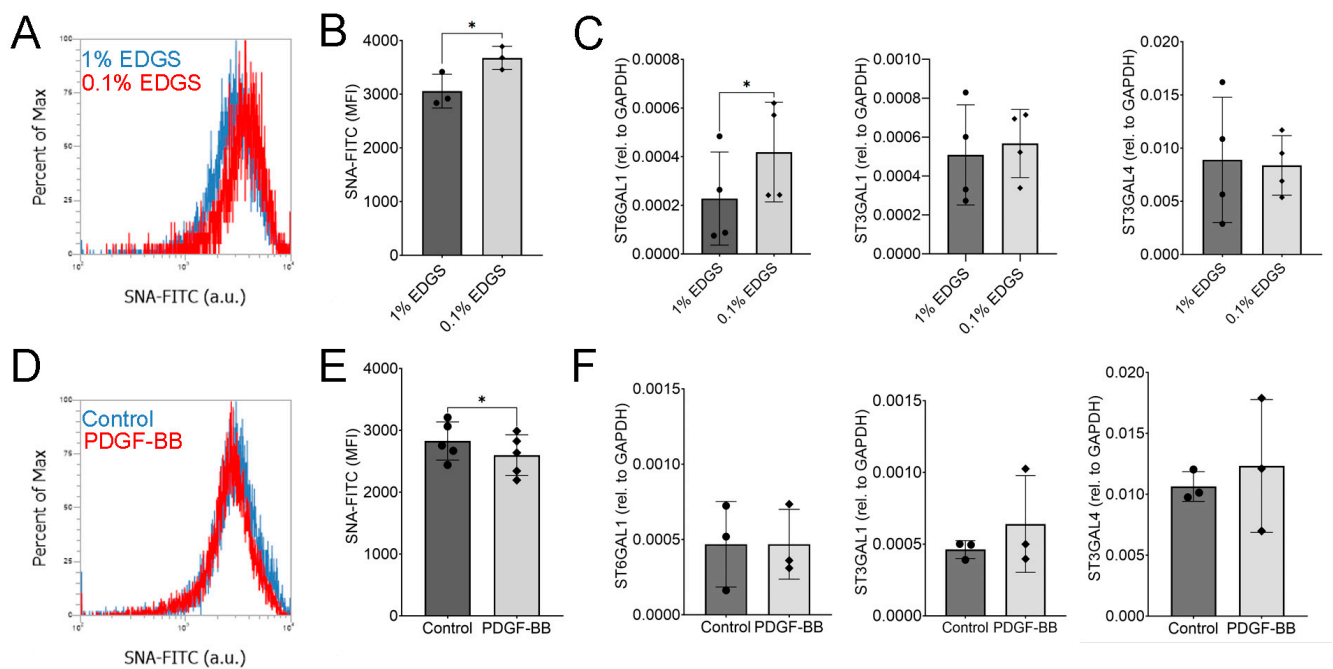 A
1% EDGS
0.1% EDGS
Percent of Max
100
75
50
25
0
10² 10³ 10⁴
SNA-FITC (a.u.)
B
*
SNA-FITC (MFI)
4000
3000
2000
1000
0
1% EDGS
0.1% EDGS
C
*
ST6GAL1 (rel. to GAPDH)
0.0008
0.0006
0.0004
0.0002
0.0000
1% EDGS
0.1% EDGS
ST3GAL1 (rel. to GAPDH)
0.0010
0.0008
0.0006
0.0004
0.0002
0.0000
1% EDGS
0.1% EDGS
ST3GAL4 (rel. to GAPDH)
0.020
0.015
0.010
0.005
0.000
1% EDGS
0.1% EDGS
D
Control
PDGF-BB
Percent of Max
100
75
50
25
0
10² 10³ 10⁴
SNA-FITC (a.u.)
E
*
SNA-FITC (MFI)
4000
3000
2000
1000
0
Control PDGF-BB
F
ST6GAL1 (rel. to GAPDH)
0.0015
0.0010
0.0005
0.0000
Control PDGF-BB
ST3GAL1 (rel. to GAPDH)
0.0015
0.0010
0.0005
0.0000
Control PDGF-BB
ST3GAL4 (rel. to GAPDH)
0.020
0.015
0.010
0.005
0.000
Control PDGF-BB